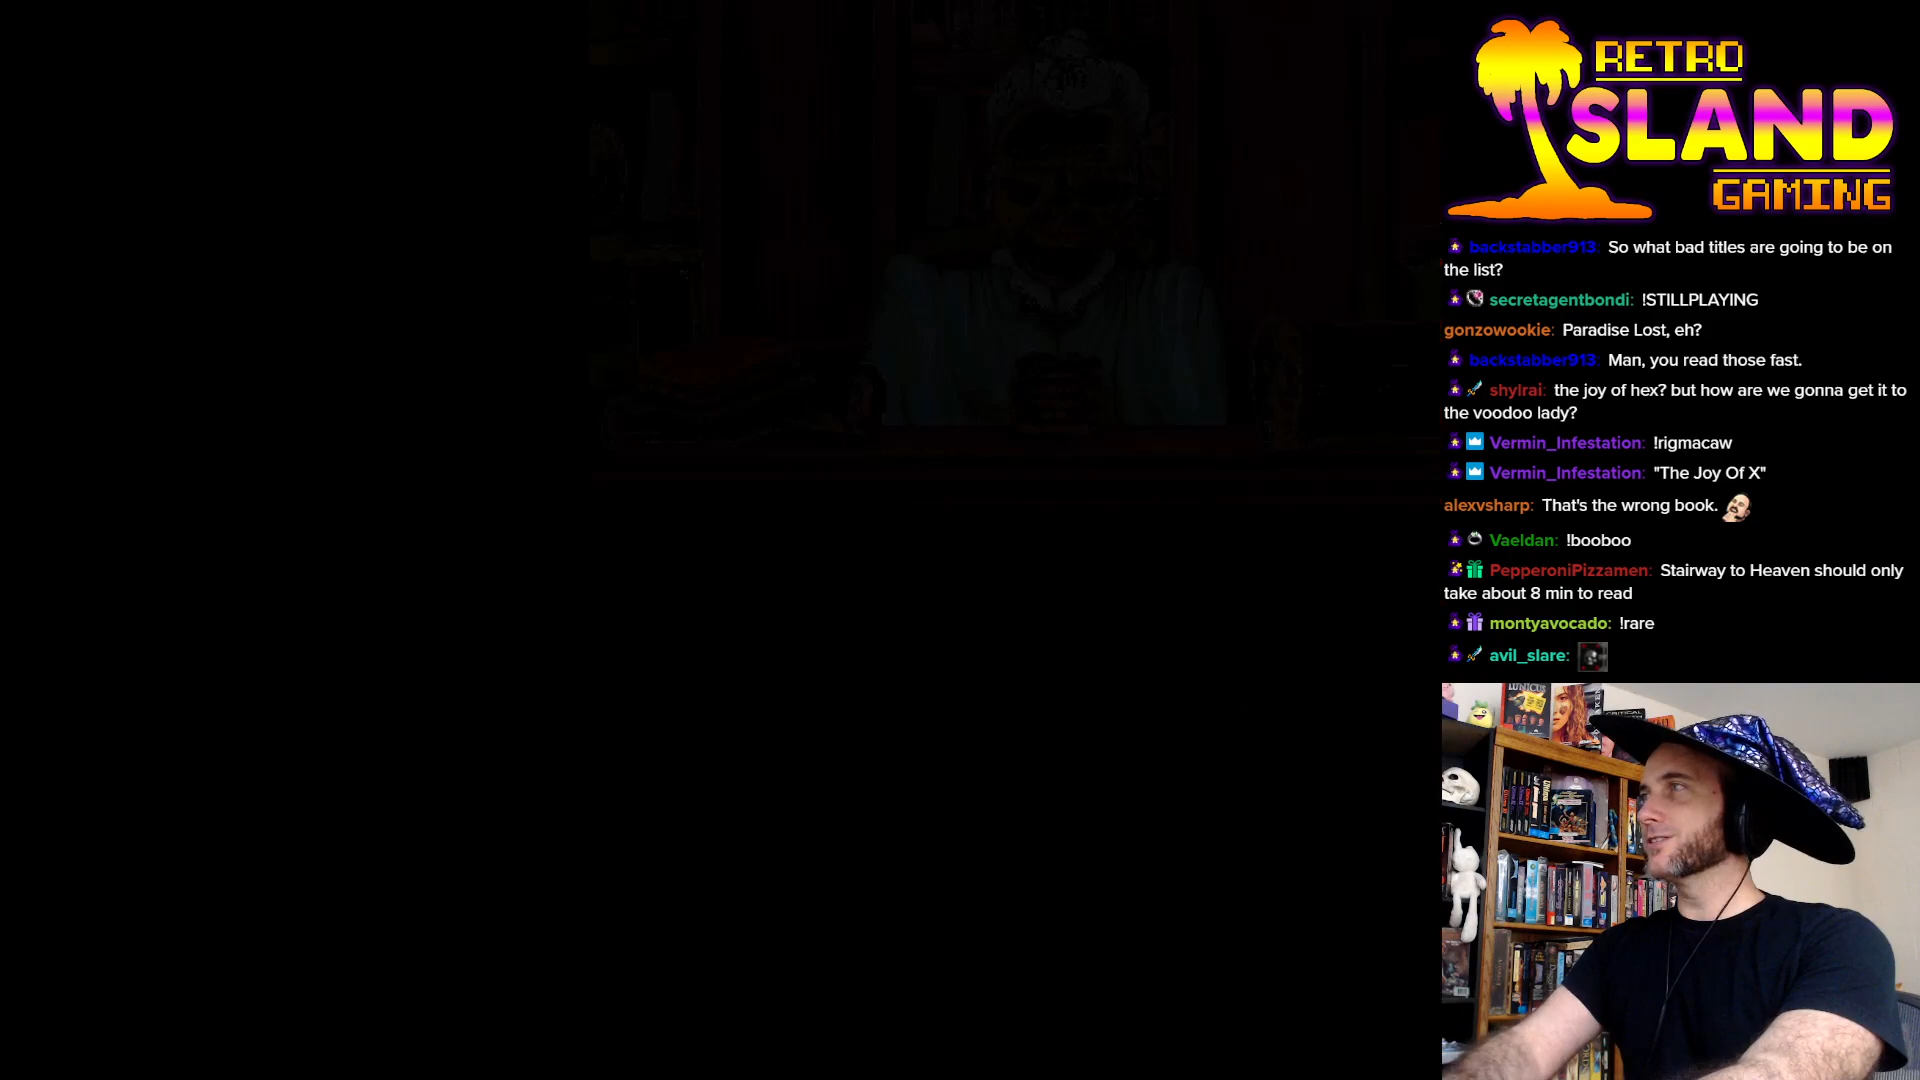 RETRO
ISLAND
GAMING
backstabber913: So what bad titles are going to be on
the list?
secretagentbondi: !STILLPLAYING
gonzowookie: Paradise Lost, eh?
backstabber913: Man, you read those fast.
shylrai: the joy of hex? but how are we gonna get it to
the voodoo lady?
Vermin_Infestation: !rigmacaw
Vermin_Infestation: "The Joy Of X"
alexvsharp: That's the wrong book.
Vaeldan: !booboo
PepperoniPizzamen: Stairway to Heaven should only
take about 8 min to read
montyavocado: !rare
avil_slare:
LUNICUS
CRITICAL